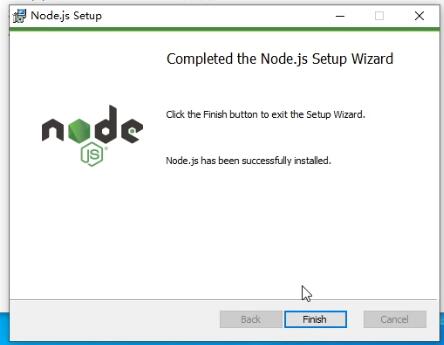 Node.js Setup
Completed the Node.js Setup Wizard
Click the Finish button to exit the Setup Wizard.
node
JS
Node.js has been successfully installed.
Back
Finish
Cancel